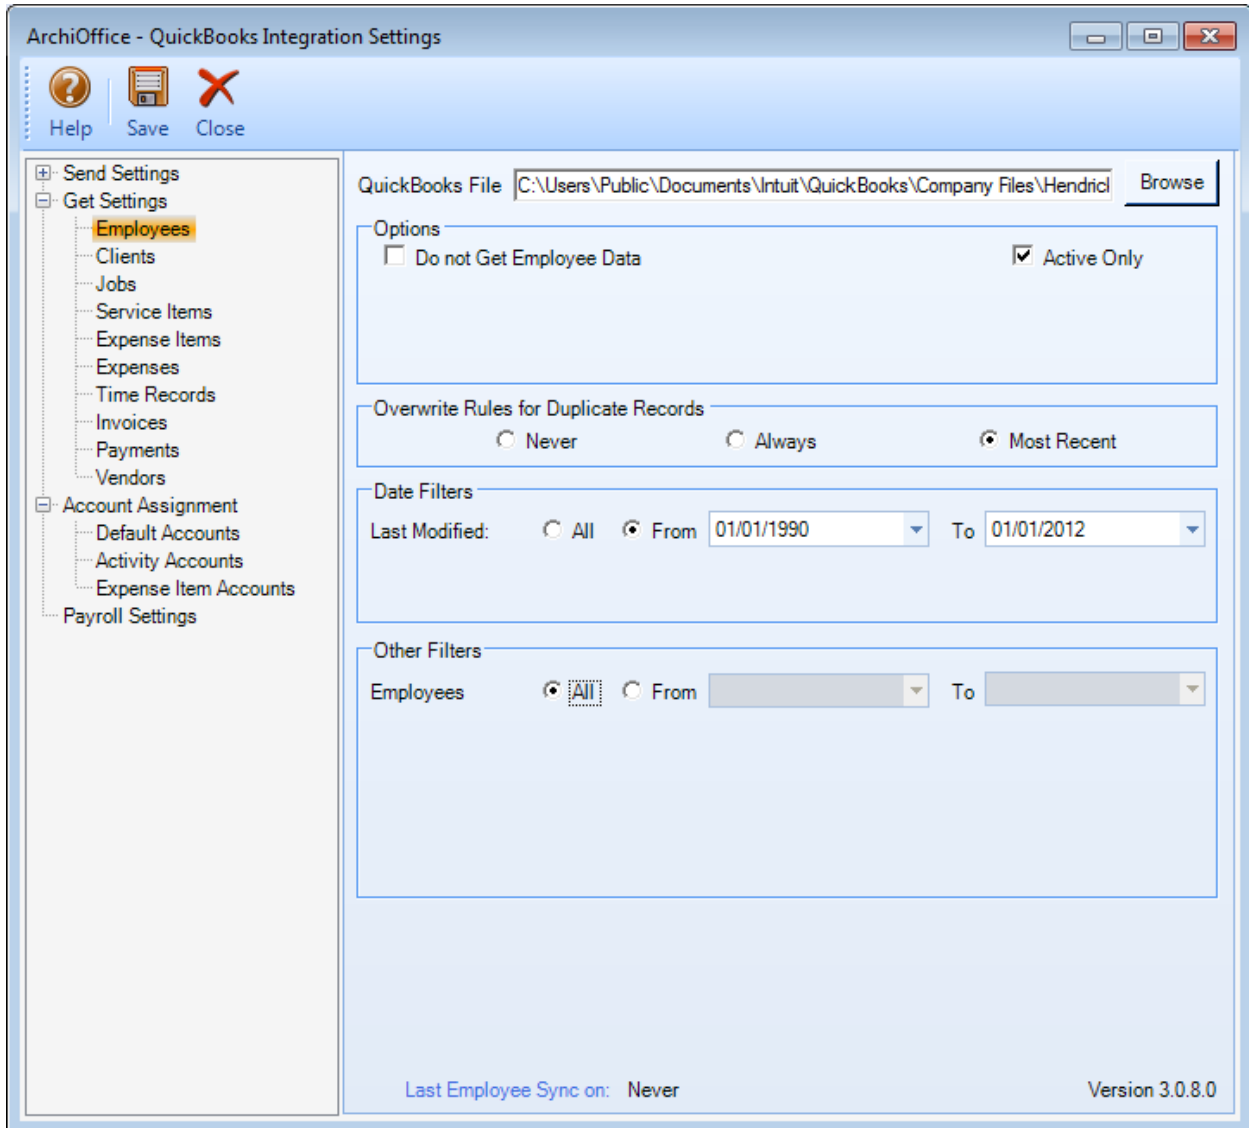 ArchiOffice - QuickBooks Integration Settings
Help Save Close
Send Settings
Get Settings
Employees
Clients
Jobs
Service Items
Expense Items
Expenses
Time Records
Invoices
Payments
Vendors
Account Assignment
Default Accounts
Activity Accounts
Expense Item Accounts
Payroll Settings
QuickBooks File C:\Users\Public\Documents\Intuit\QuickBooks\Company Files\Hendricl Browse
Options
Do not Get Employee Data Active Only
Overwrite Rules for Duplicate Records
Never Always Most Recent
Date Filters
Last Modified: All From 01/01/1990 To 01/01/2012
Other Filters
Employees All From To
Last Employee Sync on: Never Version 3.0.8.0